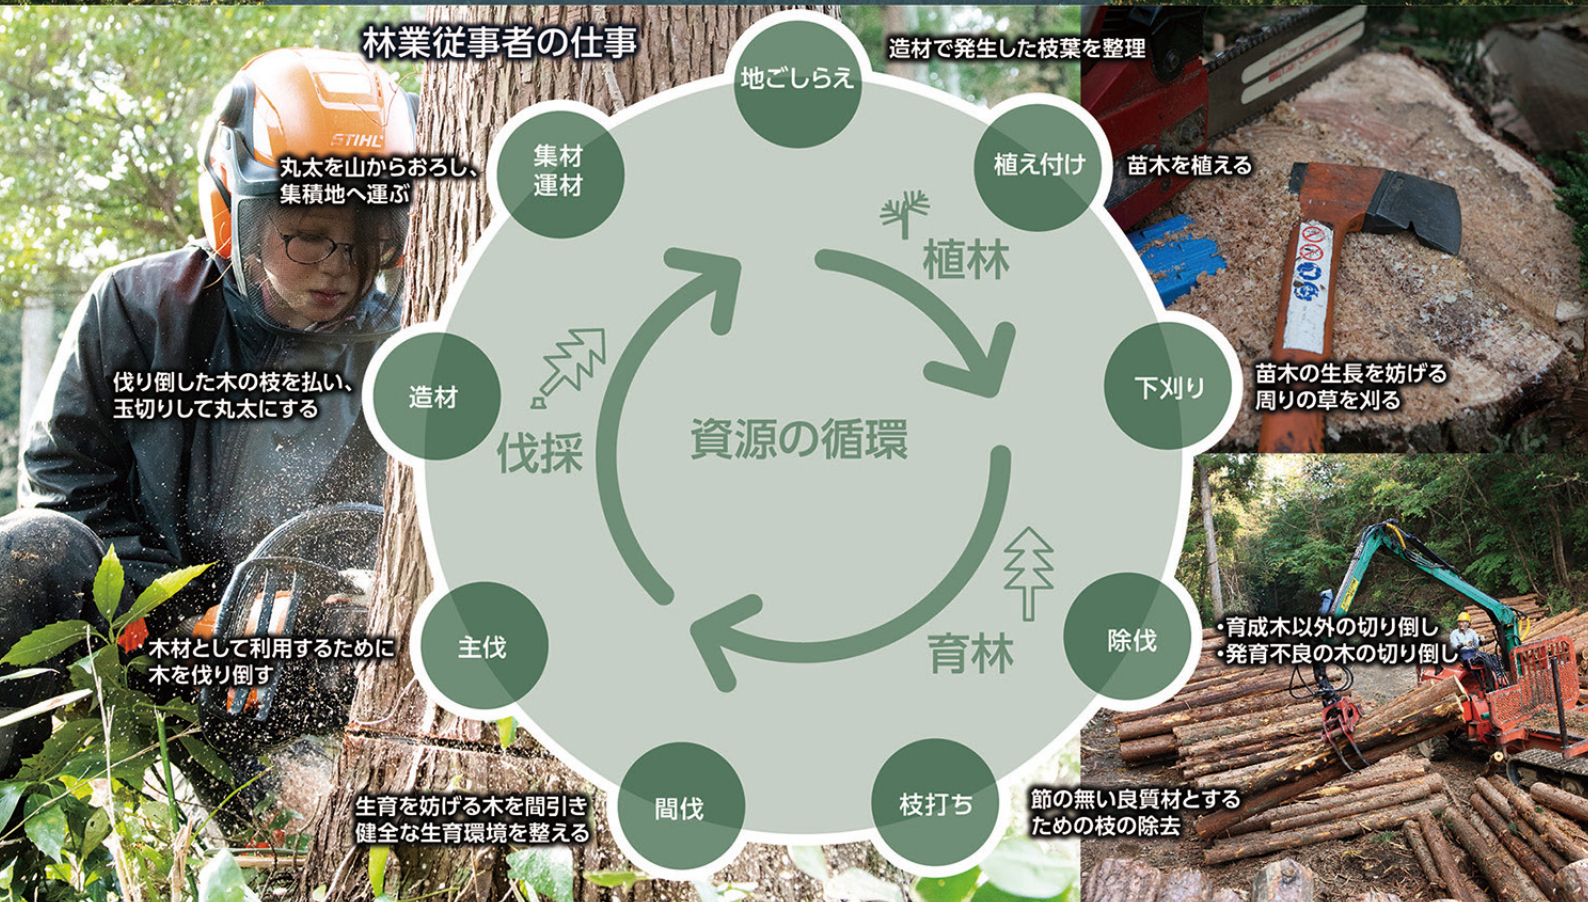 林業従事者の仕事
地ごしらえ
造材で発生した枝葉を整理
植え付け
苗木を植える
下刈り
苗木の生長を妨げる
周りの草を刈る
除伐
・育成木以外の切り倒し
・発育不良の木の切り倒し
枝打ち
節の無い良質材とする
ための枝の除去
間伐
生育を妨げる木を間引き
健全な生育環境を整える
主伐
木材として利用するために
木を伐り倒す
造材
伐り倒した木の枝を払い、
玉切りして丸太にする
集材
運材
丸太を山からおろし、
集積地へ運ぶ
植林
育林
伐採
資源の循環
STIHL